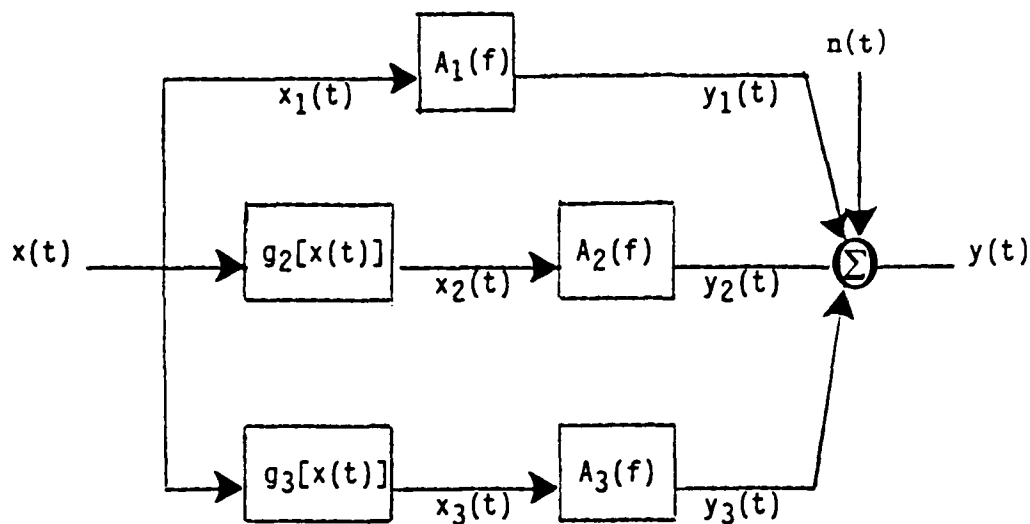 n(t)
A₁(f)
x₁(t)
y₁(t)
x(t)
g₂[x(t)]
x₂(t)
A₂(f)
y₂(t)
Σ
y(t)
g₃[x(t)]
x₃(t)
A₃(f)
y₃(t)